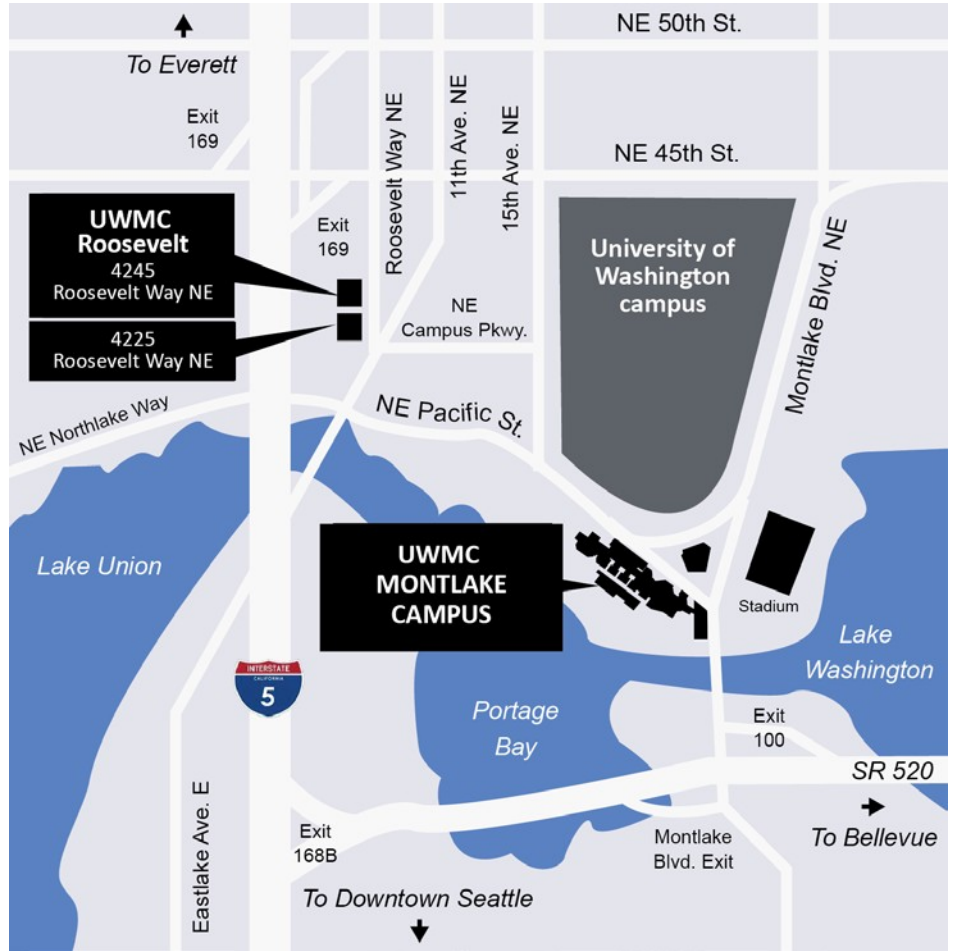 NE 50th St.
To Everett
Exit
169
Roosevelt Way NE
11th Ave. NE
15th Ave. NE
NE 45th St.
UWMC
Roosevelt
4245
Roosevelt Way NE
4225
Roosevelt Way NE
Exit
169
University of
Washington
campus
Montlake Blvd. NE
NE
Campus Pkwy.
NE Northlake Way
NE Pacific St.
Lake Union
UWMC
MONTLAKE
CAMPUS
Stadium
Lake
Washington
INTERSTATE
CALIFORNIA
5
Portage
Bay
Exit
100
SR 520
To Bellevue
Eastlake Ave. E
Exit
168B
Montlake
Blvd. Exit
To Downtown Seattle